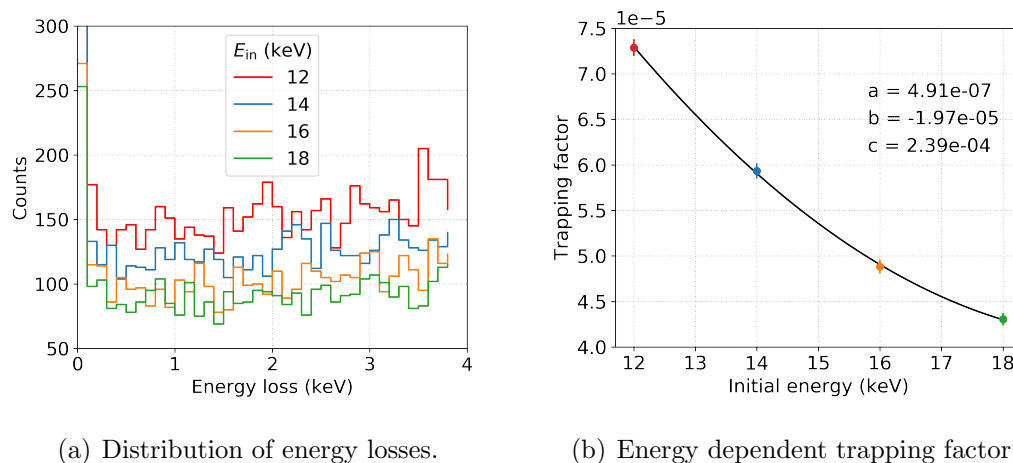 300
250
200
150
100
50
0
1
2
3
4
Counts
Energy loss (keV)
E_in (keV)
12
14
16
18
(a) Distribution of energy losses.
1e−5
7.5
7.0
6.5
6.0
5.5
5.0
4.5
4.0
12
13
14
15
16
17
18
Trapping factor
Initial energy (keV)
a = 4.91e-07
b = -1.97e-05
c = 2.39e-04
(b) Energy dependent trapping factor